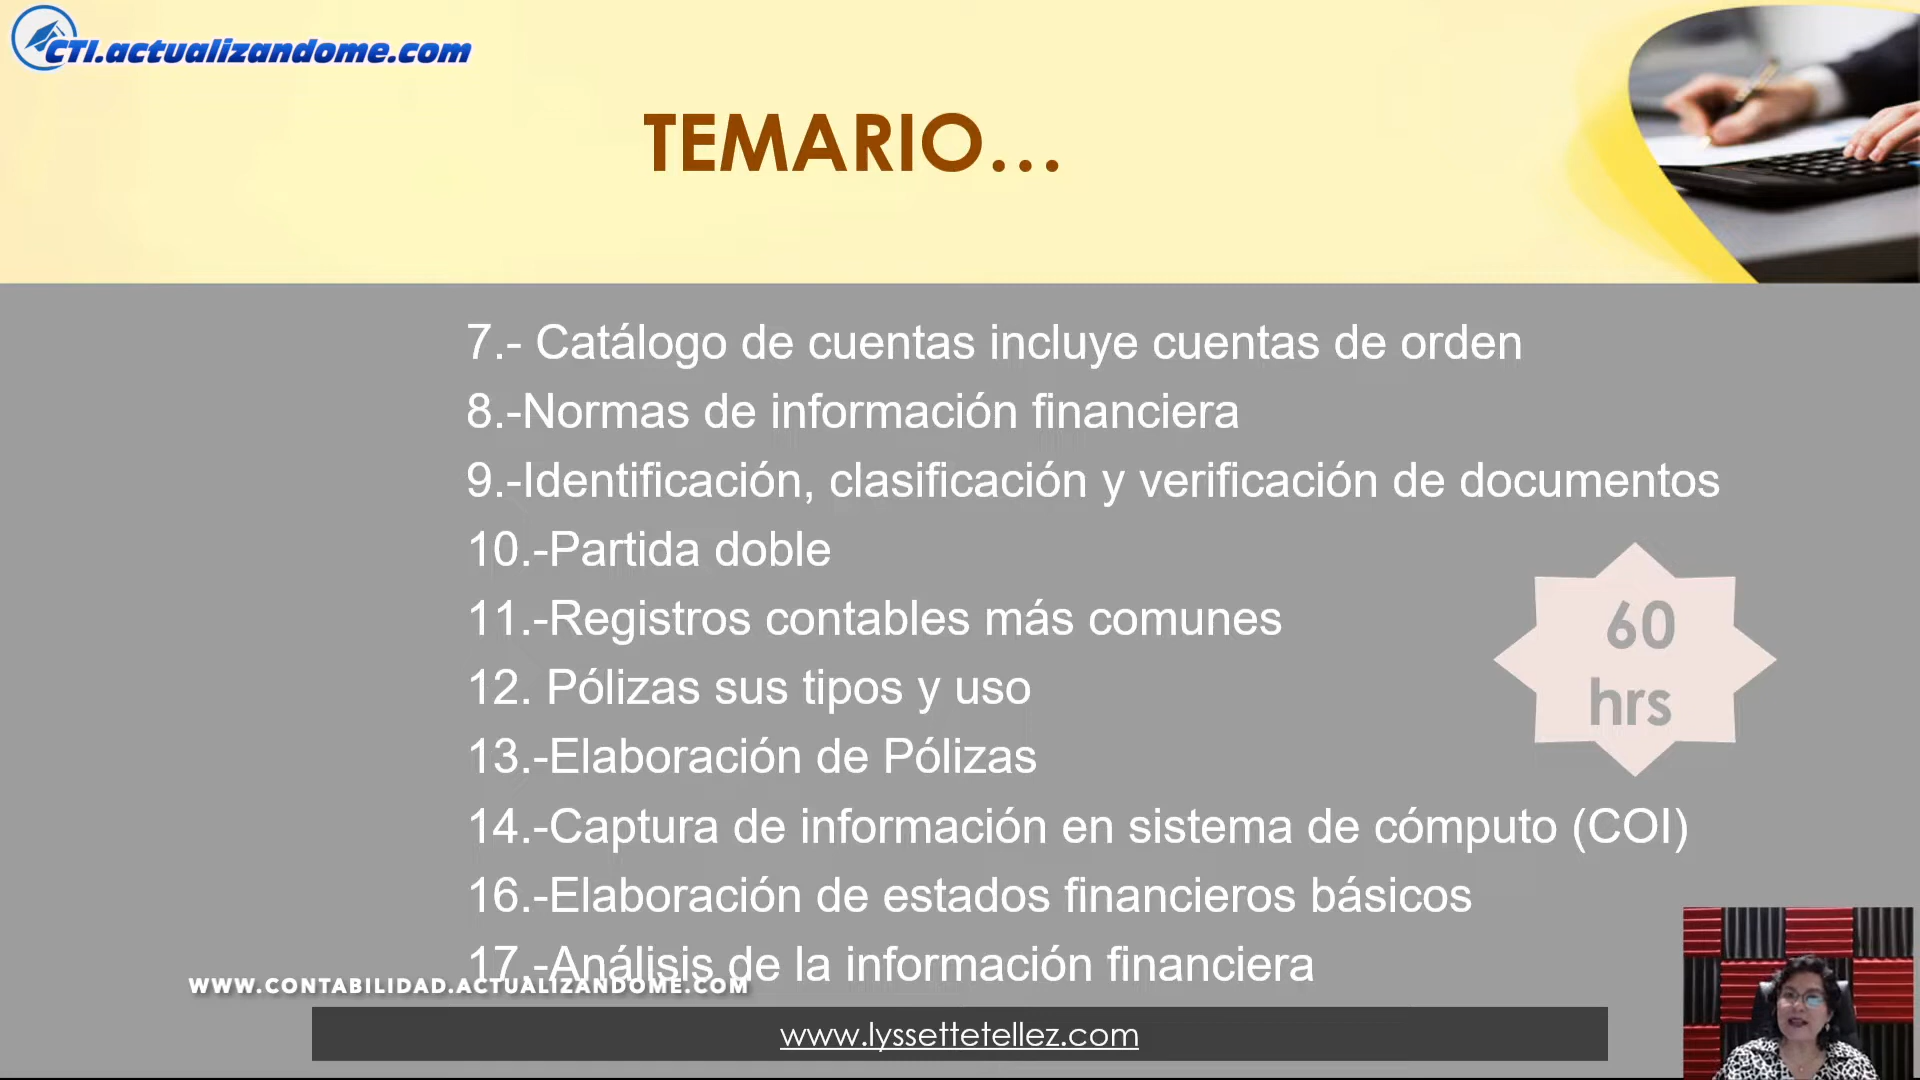 CTI.actualizandome.com
TEMARIO...
7.- Catálogo de cuentas incluye cuentas de orden
8.-Normas de información financiera
9.-Identificación, clasificación y verificación de documentos
10.-Partida doble
11.-Registros contables más comunes
12. Pólizas sus tipos y uso
13.-Elaboración de Pólizas
14.-Captura de información en sistema de cómputo (COI)
16.-Elaboración de estados financieros básicos
17.-Análisis de la información financiera
60
hrs
WWW.CONTABILIDAD.ACTUALIZANDOME.COM
www.lyssettetellez.com